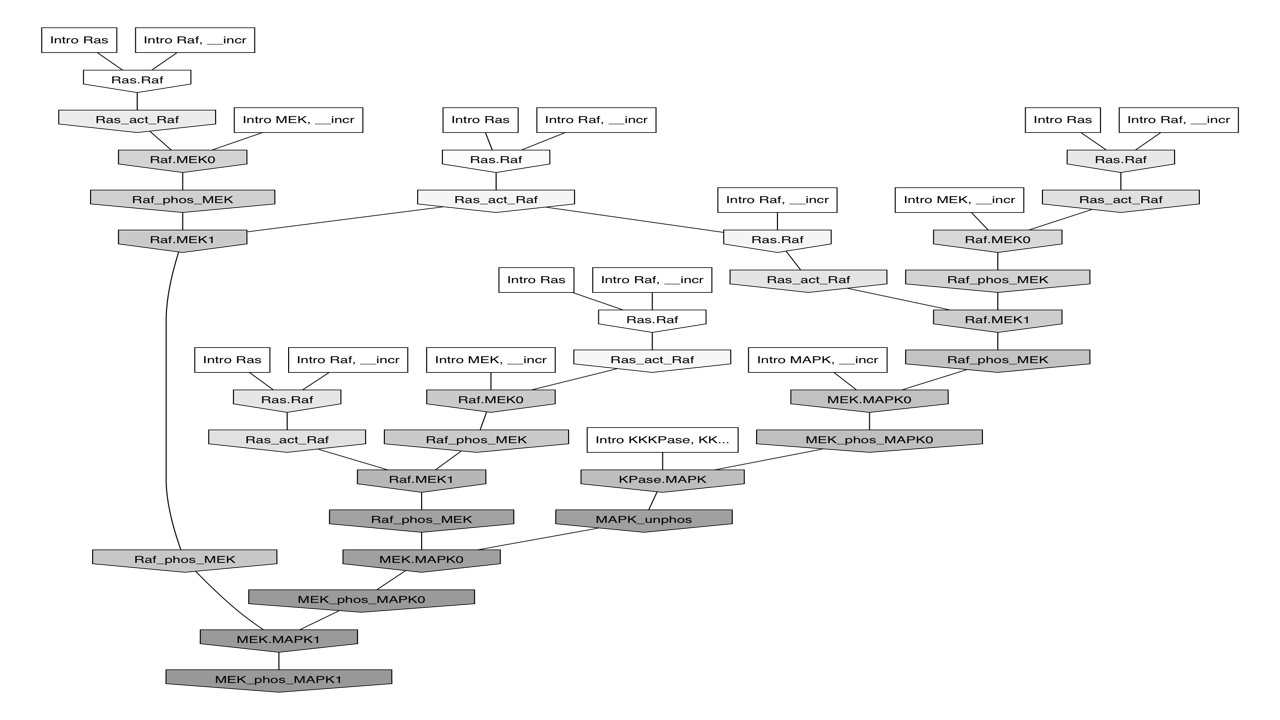 Intro Ras
Intro Raf, __incr
Ras.Raf
Ras_act_Raf
Intro MEK, __incr
Intro Ras
Intro Raf, __incr
Intro Ras
Intro Raf, __incr
Raf.MEK0
Ras.Raf
Ras.Raf
Raf_phos_MEK
Ras_act_Raf
Intro Raf, __incr
Intro MEK, __incr
Ras_act_Raf
Raf.MEK1
Ras.Raf
Raf.MEK0
Intro Ras
Intro Raf, __incr
Ras_act_Raf
Raf_phos_MEK
Ras.Raf
Raf.MEK1
Intro Ras
Intro Raf, __incr
Intro MEK, __incr
Ras_act_Raf
Intro MAPK, __incr
Raf_phos_MEK
Ras.Raf
Raf.MEK0
MEK.MAPK0
Ras_act_Raf
Raf_phos_MEK
Intro KKKPase, KK...
MEK_phos_MAPK0
Raf.MEK1
KPase.MAPK
Raf_phos_MEK
MAPK_unphos
Raf_phos_MEK
MEK.MAPK0
MEK_phos_MAPK0
MEK.MAPK1
MEK_phos_MAPK1